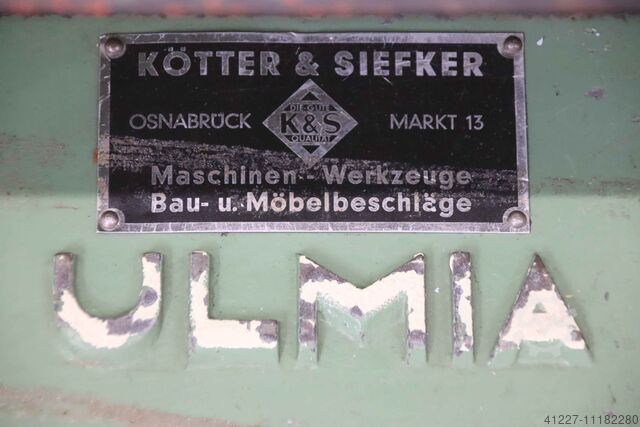 KÖTTER & SIEFKER
OSNABRÜCK
DIE·GUTE
K&S
QUALITÄT
MARKT 13
Maschinen - Werkzeuge
Bau- u. Möbelbeschläge
ULMIA
41227-11182280